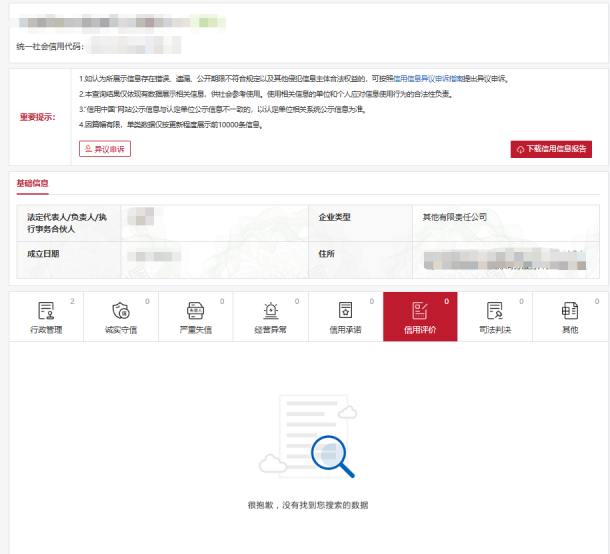 统一社会信用代码：
重要提示：
1.如认为所展示信息存在错误、遗漏、公开期限不符合规定以及其他侵犯信息主体合法权益的，可按照信用信息异议申诉指南提出异议申诉。
2.本查询结果仅依现有数据展示相关信息，供社会参考使用。使用相关信息的单位和个人应对信息使用行为的合法性负责。
3."信用中国"网站公示信息与认定单位公示信息不一致的，以认定单位相关系统公示信息为准。
4.因篇幅有限，单类数据仅按更新程度展示前10000条信息。
异议申诉
下载信用信息报告
基础信息
法定代表人/负责人/执行事务合伙人
企业类型
其他有限责任公司
成立日期
住所
行政管理 2
诚实守信 0
严重失信 0
经营异常 0
信用承诺 0
信用评价 0
司法判决 0
其他 0
很抱歉，没有找到您搜索的数据